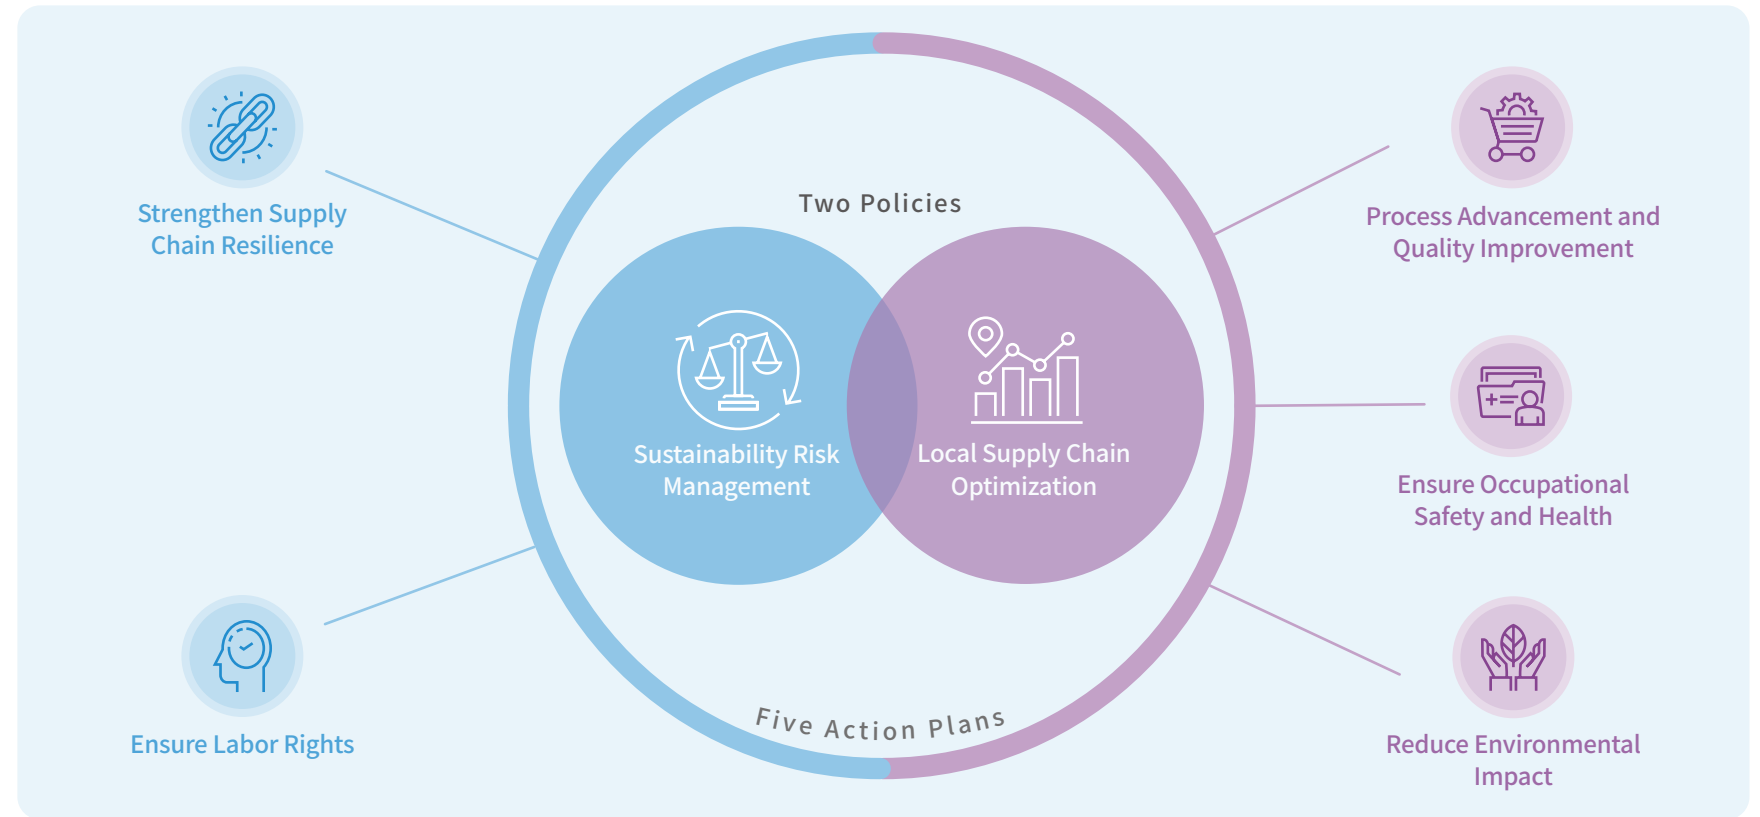 Two Policies
Sustainability Risk
Management
Local Supply Chain
Optimization
Five Action Plans
Strengthen Supply
Chain Resilience
Ensure Labor Rights
Process Advancement and
Quality Improvement
Ensure Occupational
Safety and Health
Reduce Environmental
Impact